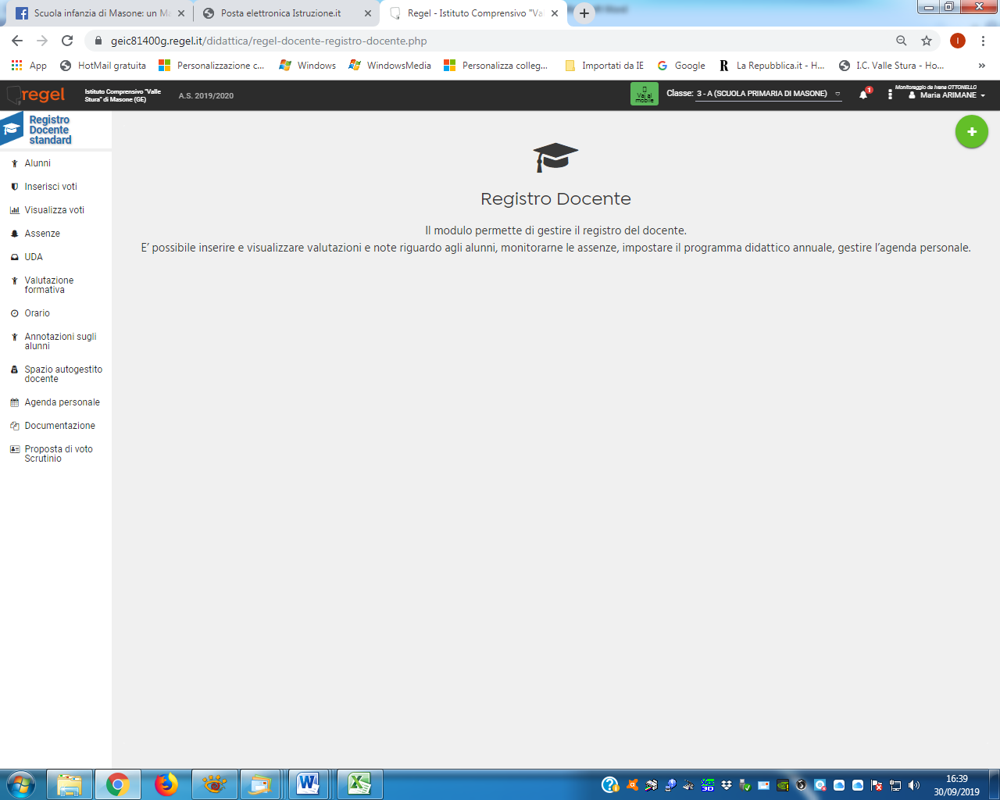 Scuola infanzia di Masone: un Ma
Posta elettronica Istruzione.it
Regel - Istituto Comprensivo "Val
geic81400g.regel.it/didattica/regel-docente-registro-docente.php
I
App
HotMail gratuita
Personalizzazione c...
Windows
WindowsMedia
Personalizza colleg...
Importati da IE
Google
La Repubblica.it - H...
I.C. Valle Stura - Ho...
»
regel
Istituto Comprensivo "Valle
Stura" di Masone (GE)
A.S. 2019/2020
Vai al
mobile
Classe: 3 - A (SCUOLA PRIMARIA DI MASONE)
1
Monitoraggio da Ivana OTTONELLO
Maria ARIMANE
Registro
Docente
standard
Alunni
Inserisci voti
Visualizza voti
Assenze
UDA
Valutazione
formativa
Orario
Annotazioni sugli
alunni
Spazio autogestito
docente
Agenda personale
Documentazione
Proposta di voto
Scrutinio
Registro Docente
Il modulo permette di gestire il registro del docente.
E’ possibile inserire e visualizzare valutazioni e note riguardo agli alunni, monitorarne le assenze, impostare il programma didattico annuale, gestire l’agenda personale.
16:39
30/09/2019